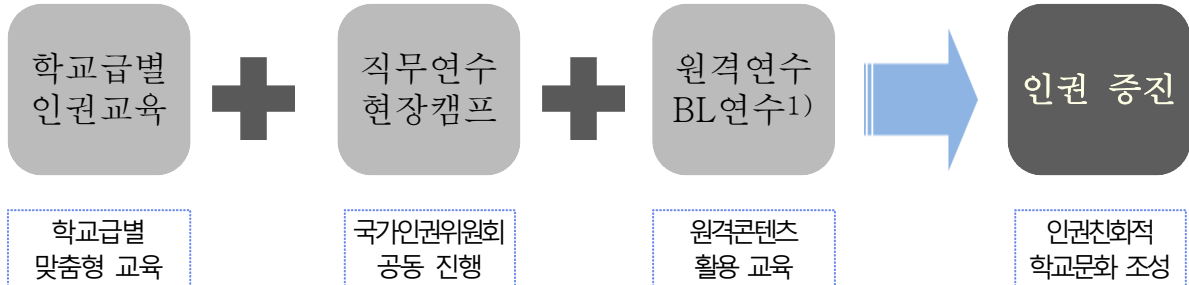 학교급별
인권교육
직무연수
현장캠프
원격연수
BL연수1)
인권 증진
학교급별
맞춤형 교육
국가인권위원회
공동 진행
원격콘텐츠
활용 교육
인권친화적
학교문화 조성